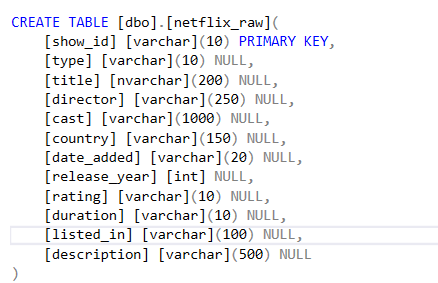 CREATE TABLE [dbo].[netflix_raw](
[show_id] [varchar](10) PRIMARY KEY,
[type] [varchar](10) NULL,
[title] [nvarchar](200) NULL,
[director] [varchar](250) NULL,
[cast] [varchar](1000) NULL,
[country] [varchar](150) NULL,
[date_added] [varchar](20) NULL,
[release_year] [int] NULL,
[rating] [varchar](10) NULL,
[duration] [varchar](10) NULL,
[listed_in] [varchar](100) NULL,
[description] [varchar](500) NULL
)